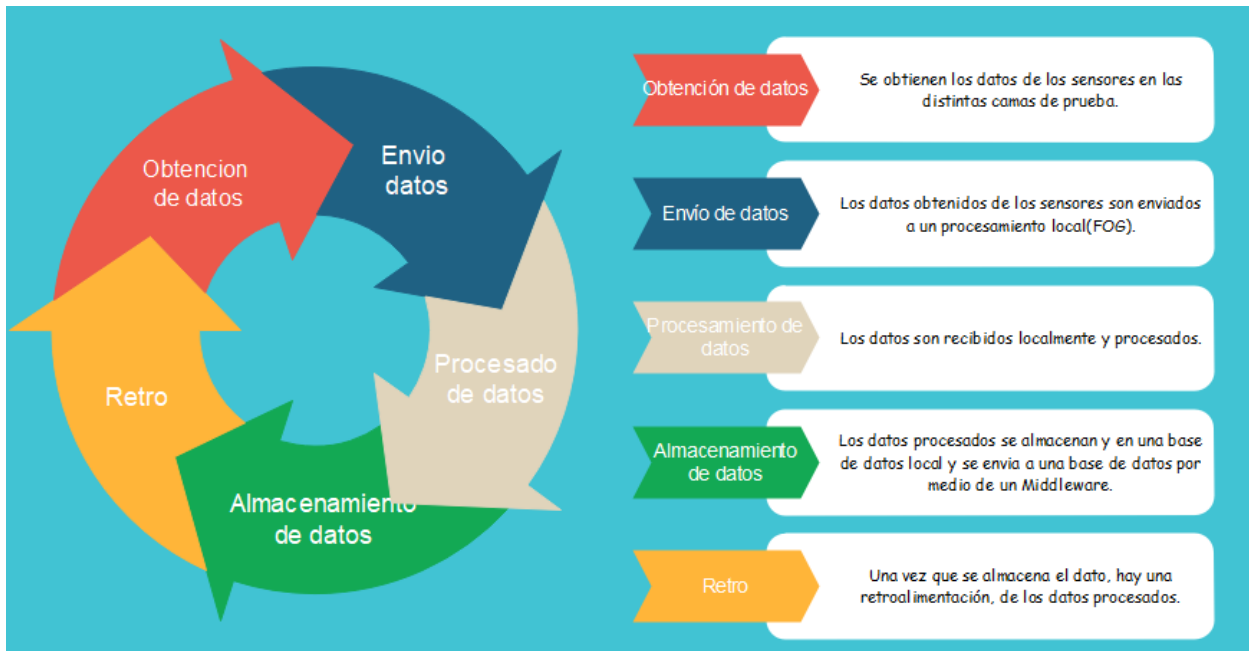 Obtencion
de datos
Envio
datos
Procesado
de datos
Almacenamiento
de datos
Retro
Obtención de datos
Se obtienen los datos de los sensores en las
distintas camas de prueba.
Envío de datos
Los datos obtenidos de los sensores son enviados
a un procesamiento local(FOG).
Procesamiento de
datos
Los datos son recibidos localmente y procesados.
Almacenamiento
de datos
Los datos procesados se almacenan y en una base
de datos local y se envia a una base de datos por
medio de un Middleware.
Retro
Una vez que se almacena el dato, hay una
retroalimentación, de los datos procesados.